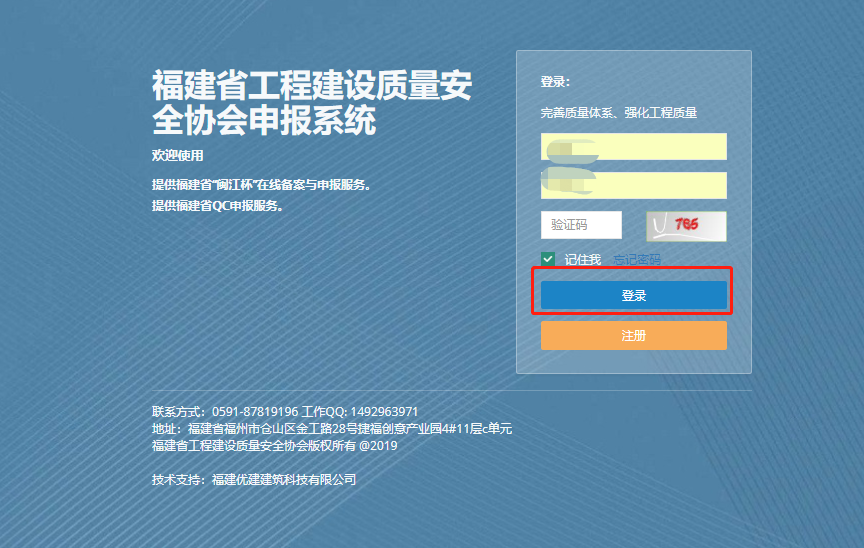 福建省工程建设质量安
全协会申报系统
欢迎使用
提供福建省“闽江杯”在线备案与申报服务。
提供福建省QC申报服务。
登录：
完善质量体系、强化工程质量
验证码
记住我 忘记密码
登录
注册
联系方式：0591-87819196 工作QQ: 1492963971
地址：福建省福州市仓山区金工路28号捷福创意产业园4#11层c单元
福建省工程建设质量安全协会版权所有 @2019
技术支持：福建优建建筑科技有限公司